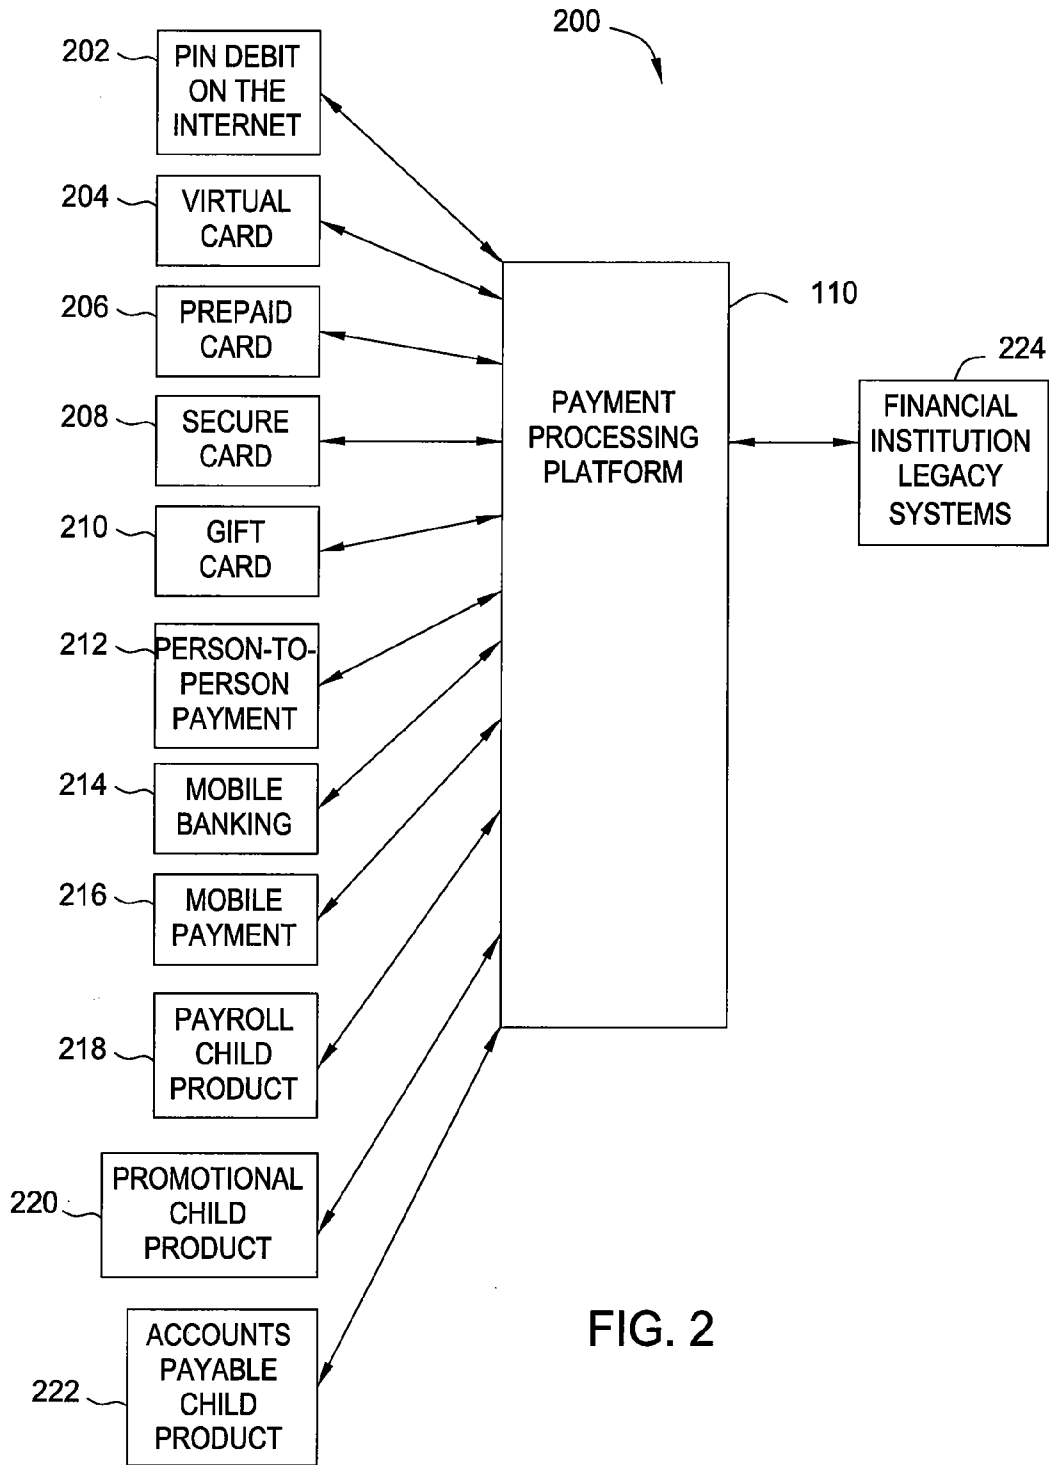 200
202
PIN DEBIT
ON THE
INTERNET
204
VIRTUAL
CARD
206
PREPAID
CARD
208
SECURE
CARD
210
GIFT
CARD
212
PERSON-TO-
PERSON
PAYMENT
214
MOBILE
BANKING
216
MOBILE
PAYMENT
218
PAYROLL
CHILD
PRODUCT
220
PROMOTIONAL
CHILD
PRODUCT
222
ACCOUNTS
PAYABLE
CHILD
PRODUCT
110
PAYMENT
PROCESSING
PLATFORM
224
FINANCIAL
INSTITUTION
LEGACY
SYSTEMS
FIG. 2